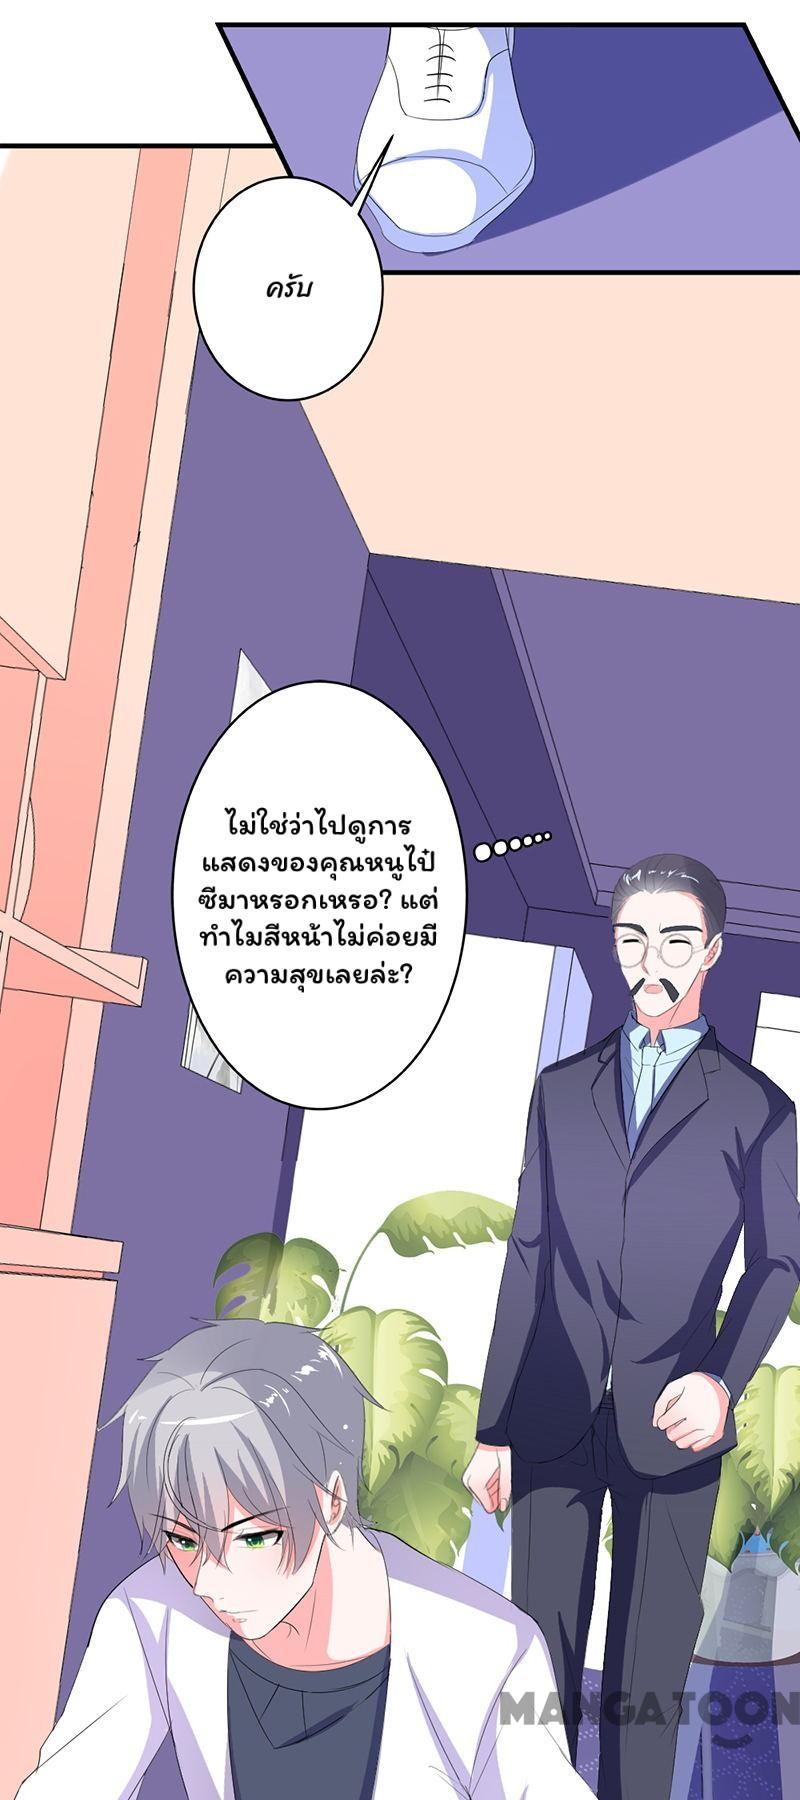 ครับ
ไม่ใช่ว่าไปดูการ
แสดงของคุณหนูไป๋
ซีมาหรอกเหรอ? แต่
ทำไมสีหน้าไม่ค่อยมี
ความสุขเลยล่ะ?
MANGATOON